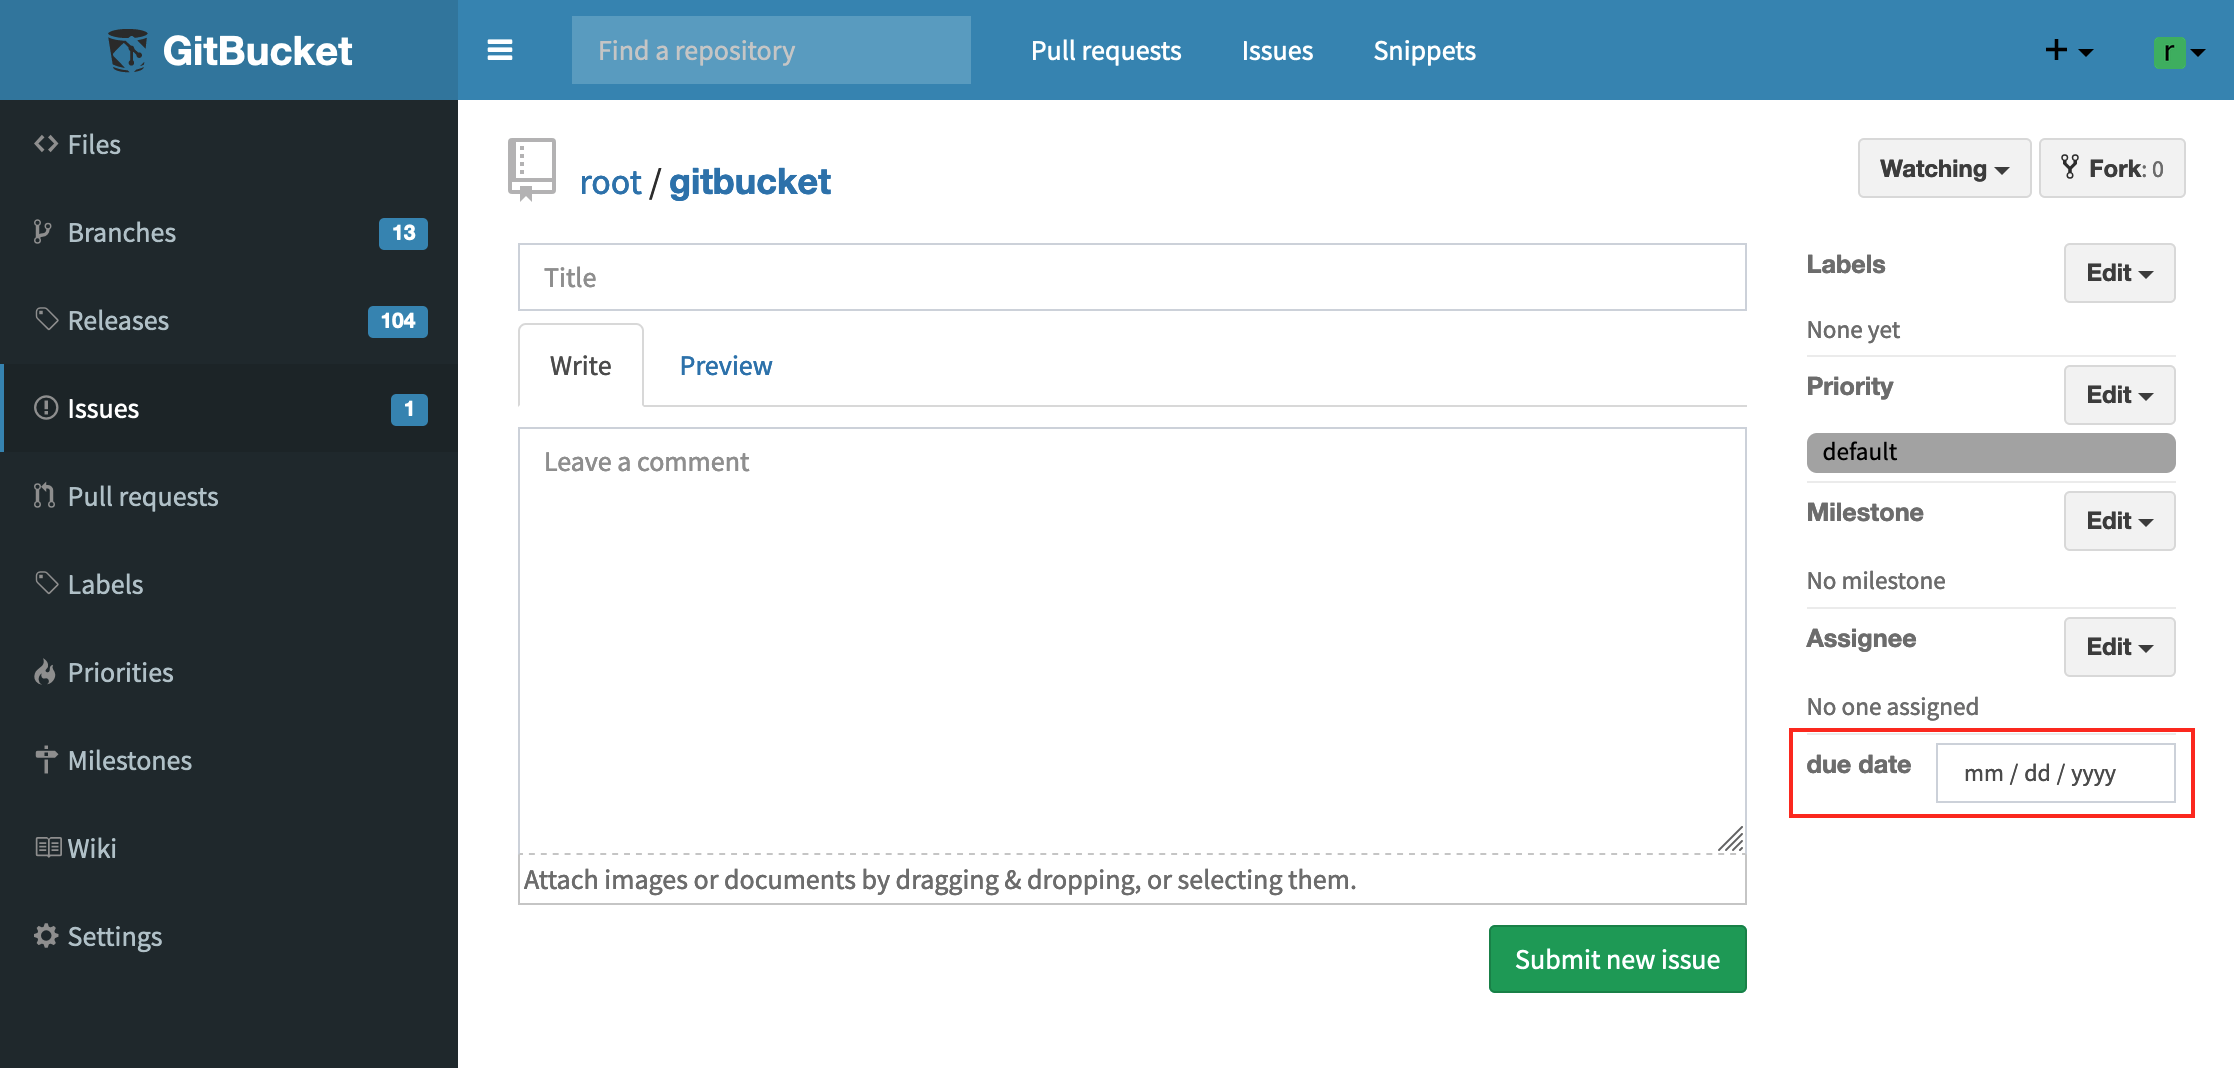 GitBucket
Find a repository
Pull requests
Issues
Snippets
+
r
Files
Branches 13
Releases 104
Issues 1
Pull requests
Labels
Priorities
Milestones
Wiki
Settings
root / gitbucket
Watching
Fork: 0
Title
Write
Preview
Leave a comment
Attach images or documents by dragging & dropping, or selecting them.
Submit new issue
Labels
Edit
None yet
Priority
Edit
default
Milestone
Edit
No milestone
Assignee
Edit
No one assigned
due date
mm / dd / yyyy